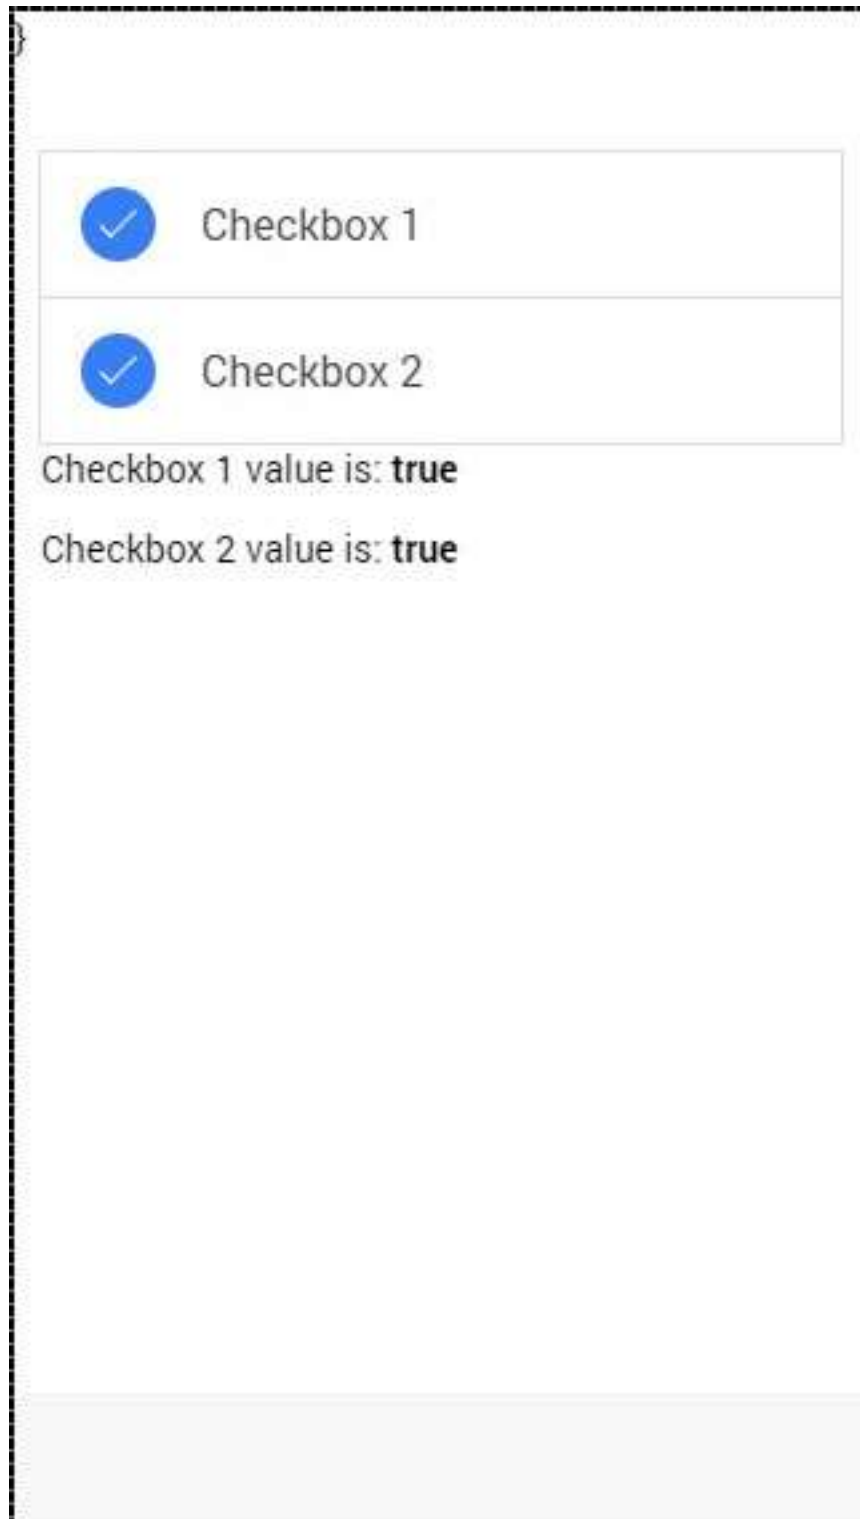 }
Checkbox 1
Checkbox 2
Checkbox 1 value is: true
Checkbox 2 value is: true